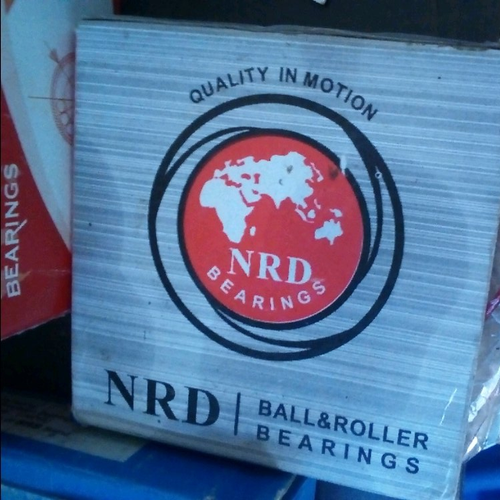 QUALITY IN MOTION
NRD
BEARINGS
NRD
BALL&ROLLER
BEARINGS
BEARINGS